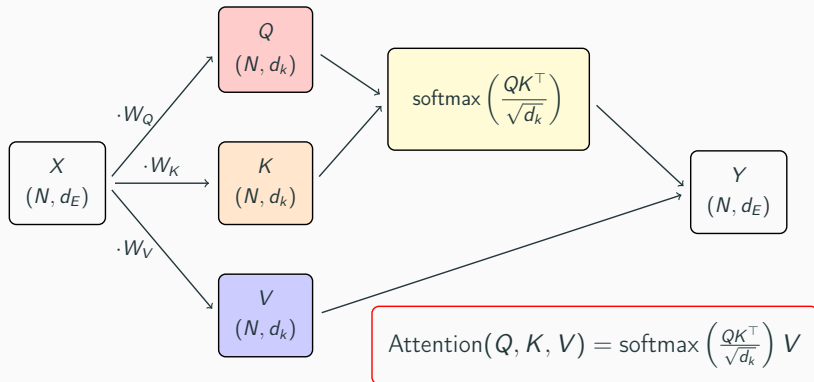 Q
(N, d_k)
·W_Q
softmax(QK^⊤/√d_k)
X
(N, d_E)
·W_K
K
(N, d_k)
Y
(N, d_E)
·W_V
V
(N, d_k)
Attention(Q, K, V) = softmax(QK^⊤/√d_k) V